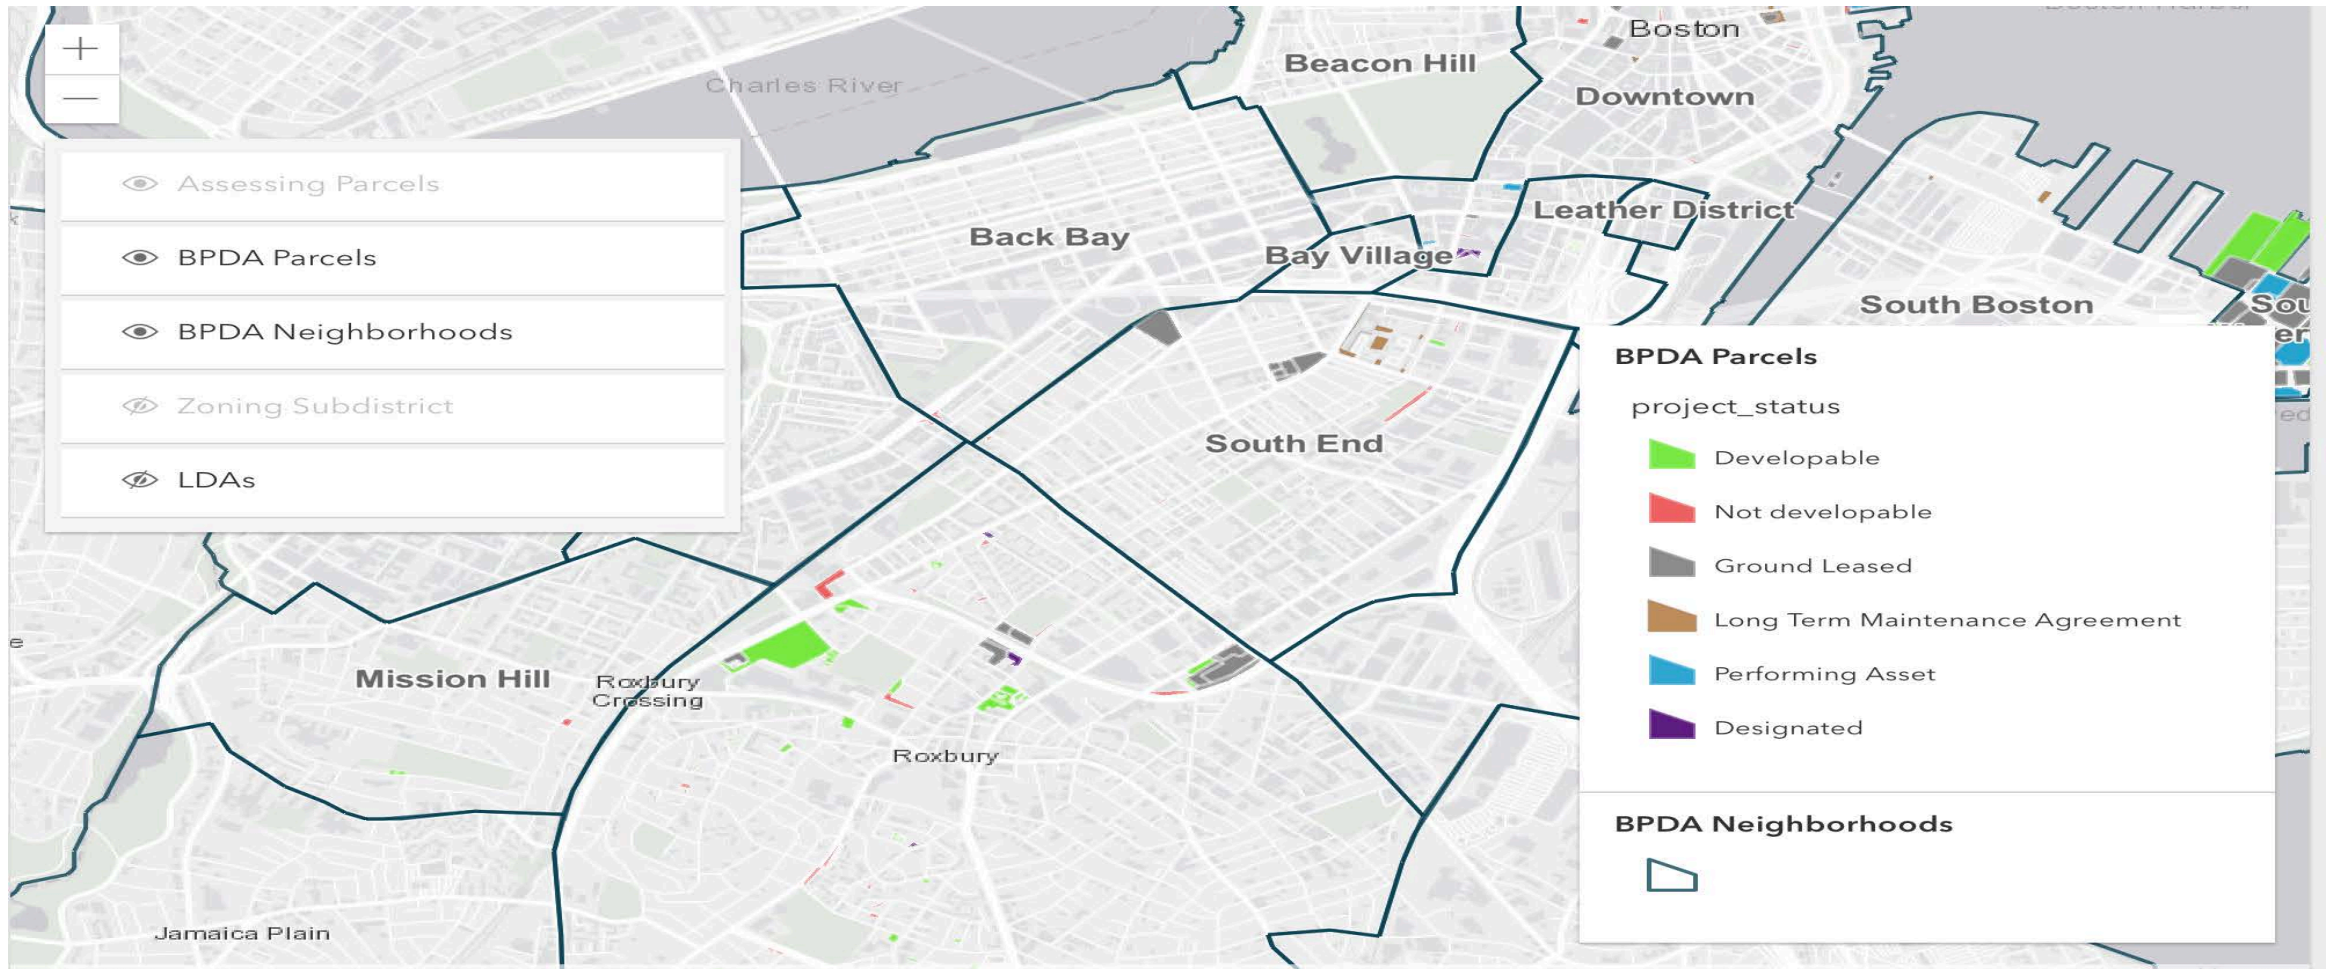 Boston
Beacon Hill
Charles River
Downtown
Assessing Parcels
Leather District
Back Bay
BPDA Parcels
Bay Village
South Boston
BPDA Neighborhoods
BPDA Parcels
Zoning Subdistrict
project_status
South End
Developable
LDAs
Not developable
Ground Leased
Long Term Maintenance Agreement
Mission Hill
Roxbury
Crossing
Performing Asset
Designated
Roxbury
BPDA Neighborhoods
Jamaica Plain